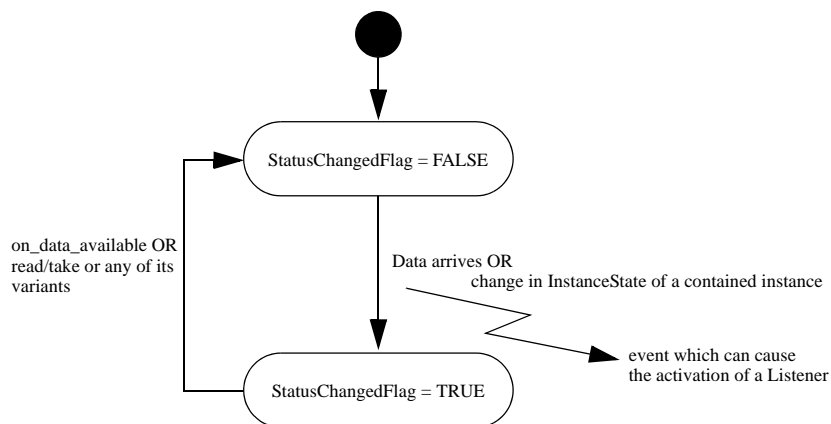 StatusChangedFlag = FALSE
on_data_available OR
read/take or any of its
variants
Data arrives OR
change in InstanceState of a contained instance
event which can cause
the activation of a Listener
StatusChangedFlag = TRUE